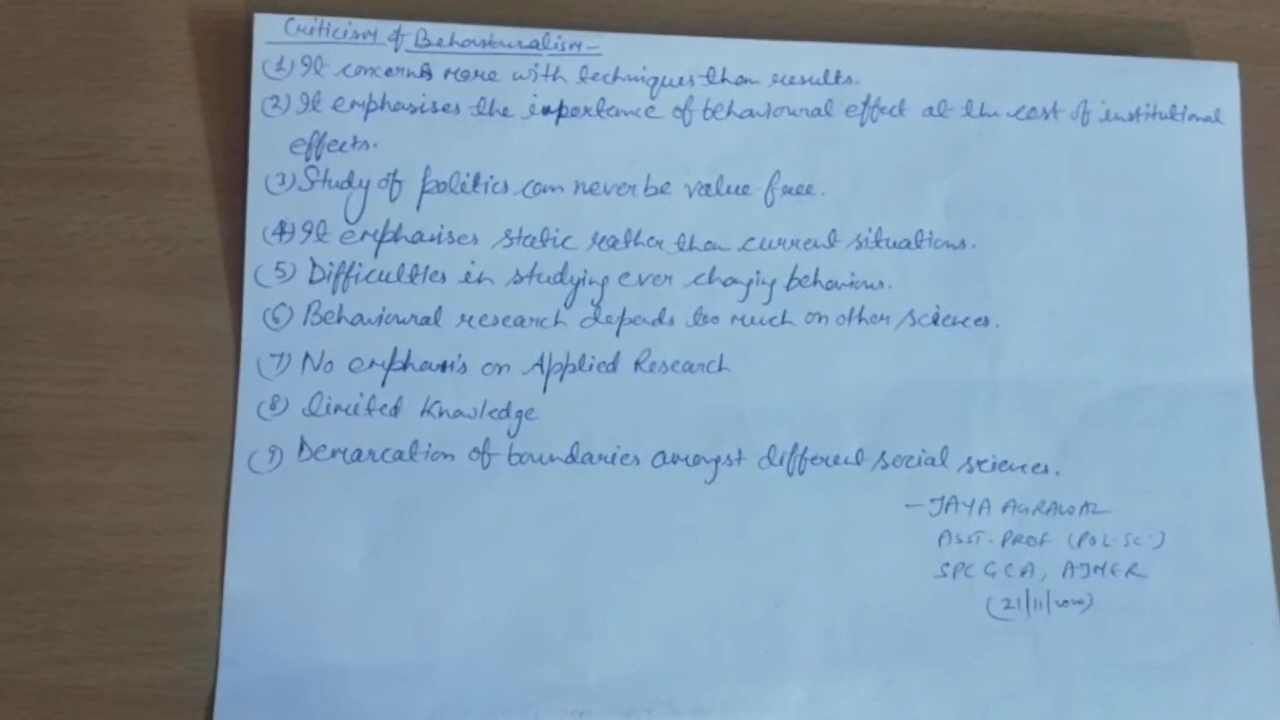 Criticism of Behaviouralism-
(1) It concerns more with techniques than results.
(2) It emphasises the importance of behavioural effect at the cost of institutional
effects.
(3) Study of politics can never be value free.
(4) It emphasises static rather than current situations.
(5) Difficulties in studying ever changing behaviour.
(6) Behavioural research depends too much on other sciences.
(7) No emphasis on Applied Research
(8) limited Knowledge
(9) Demarcation of boundaries amongst different social sciences.
- JAYA AGRAWAL
ASST. PROF (POL. SC.)
SPCGCA, AJMER
(21/11/2020)